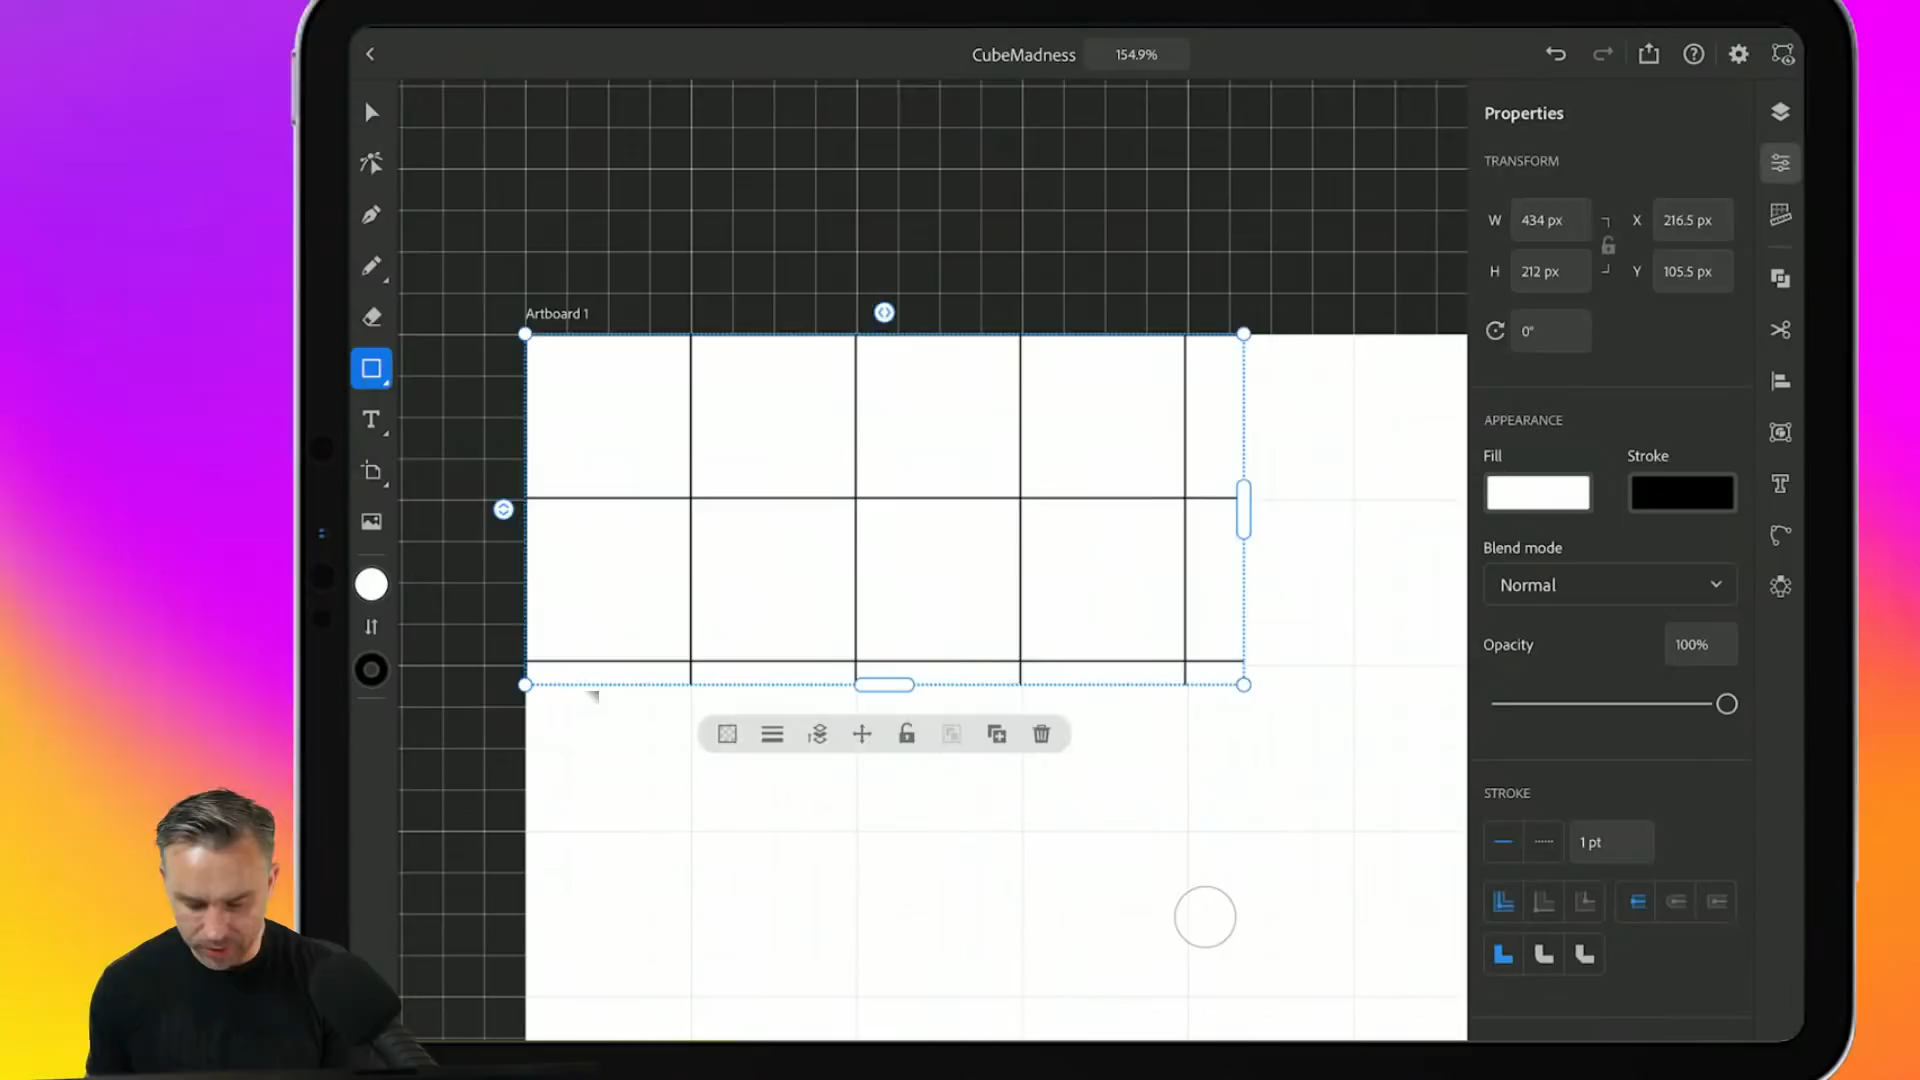 CubeMadness
154.9%
Properties
TRANSFORM
W 434 px X 216.5 px
H 212 px Y 105.5 px
0°
Artboard 1
APPEARANCE
Fill Stroke
Blend mode
Normal
Opacity 100%
STROKE
1 pt
T